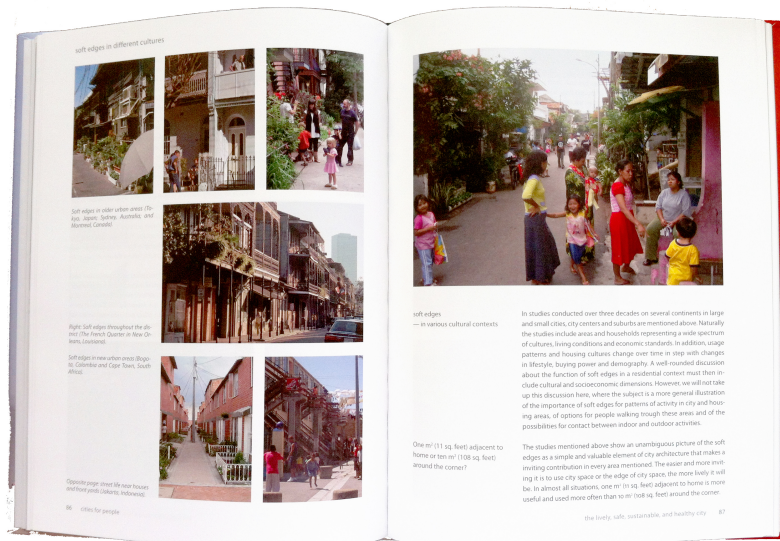 soft edges in different cultures
Soft edges in older urban areas (To-
kyo, Japan; Sydney, Australia; and
Montreal, Canada).
Right: Soft edges throughout the dis-
trict (The French Quarter in New Or-
leans, Louisiana).
Soft edges in new urban areas (Bogo-
tá, Colombia and Cape Town, South
Africa).
Opposite page: street life near houses
and front yards (Jakarta, Indonesia).
86 cities for people
soft edges
— in various cultural contexts
In studies conducted over three decades on several continents in large
and small cities, city centers and suburbs are mentioned above. Naturally
the studies include areas and households representing a wide spectrum
of cultures, living conditions and economic standards. In addition, usage
patterns and housing cultures change over time in step with changes
in lifestyle, buying power and demography. A well-rounded discussion
about the function of soft edges in a residential context must then in-
clude cultural and socioeconomic dimensions. However, we will not take
up this discussion here, where the subject is a more general illustration
of the importance of soft edges for patterns of activity in city and hous-
ing areas, of options for people walking trough these areas and of the
possibilities for contact between indoor and outdoor activities.
One m² (11 sq. feet) adjacent to
home or ten m² (108 sq. feet)
around the corner?
The studies mentioned above show an unambiguous picture of the soft
edges as a simple and valuable element of city architecture that makes a
inviting contribution in every area mentioned. The easier and more invit-
ing it is to use city space or the edge of city space, the more lively it will
be. In almost all situations, one m² (11 sq. feet) adjacent to home is more
useful and used more often than 10 m² (108 sq. feet) around the corner.
the lively, safe, sustainable, and healthy city 87